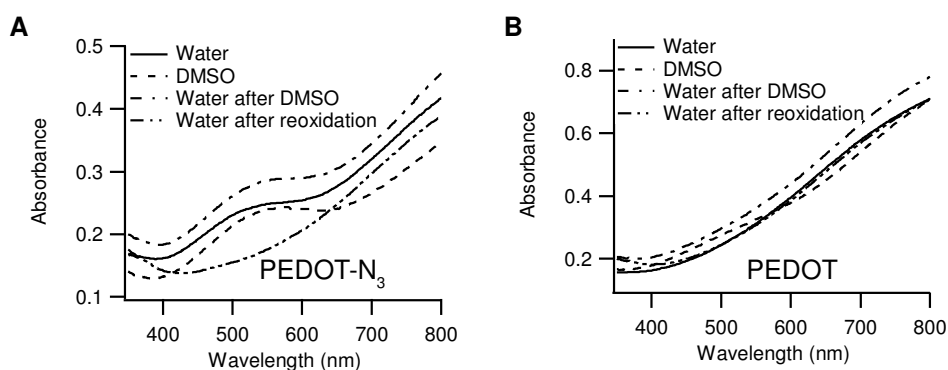 A
0.5
0.4
0.3
0.2
0.1
Absorbance
Water
DMSO
Water after DMSO
Water after reoxidation
PEDOT-N3
400 500 600 700 800
Wavelength (nm)
B
0.8
0.6
0.4
0.2
Absorbance
Water
DMSO
Water after DMSO
Water after reoxidation
PEDOT
400 500 600 700 800
Wavelength (nm)